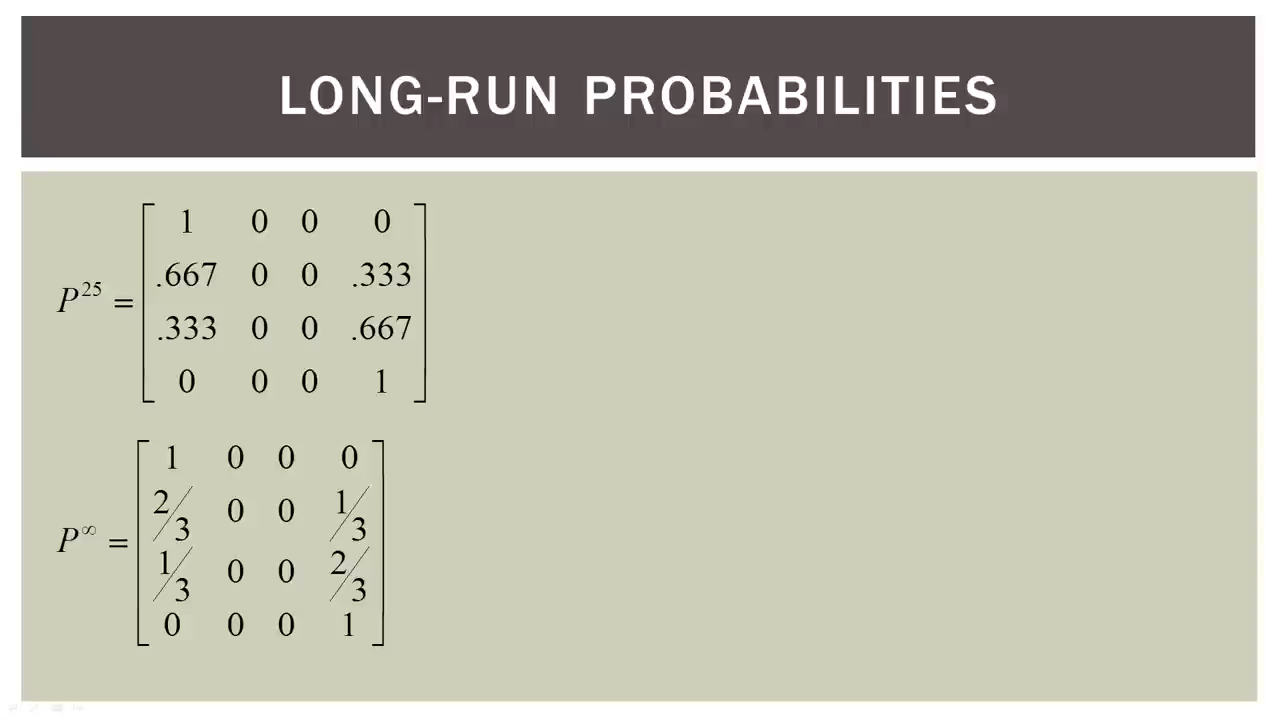 LONG-RUN PROBABILITIES
1 0 0 0
.667 0 0 .333
P²⁵ =
.333 0 0 .667
0 0 0 1
1 0 0 0
2/3 0 0 1/3
P^∞ =
1/3 0 0 2/3
0 0 0 1